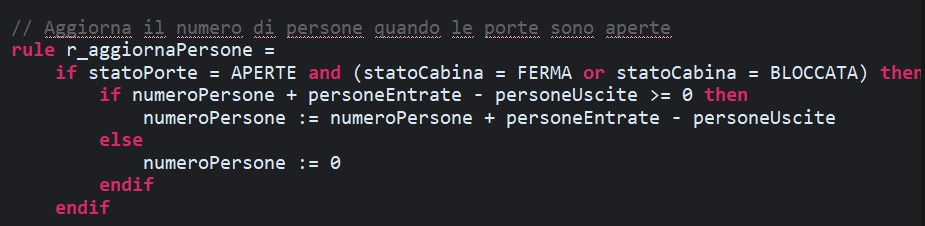 // Aggiorna il numero di persone quando le porte sono aperte
rule r_aggiornaPersone =
    if statoPorte = APERTE and (statoCabina = FERMA or statoCabina = BLOCCATA) then
        if numeroPersone + personeEntrate - personeUscite >= 0 then
            numeroPersone := numeroPersone + personeEntrate - personeUscite
        else
            numeroPersone := 0
        endif
    endif